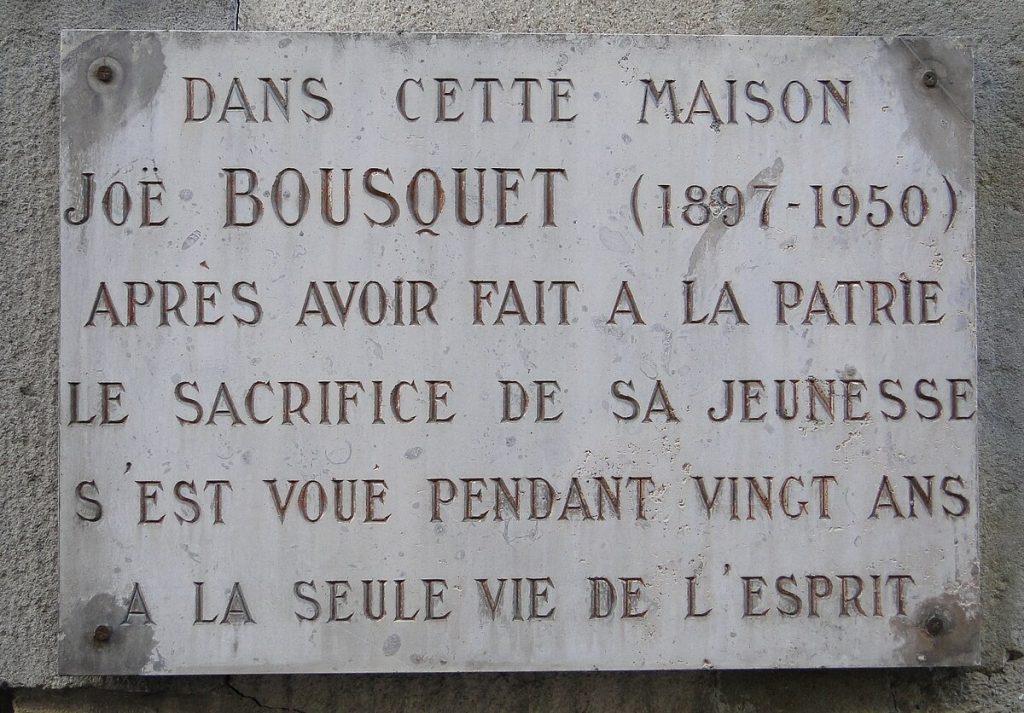 DANS CETTE MAISON
JOË BOUSQUET (1897-1950)
APRÈS AVOIR FAIT A LA PATRIE
LE SACRIFICE DE SA JEUNESSE
S'EST VOUÉ PENDANT VINGT ANS
A LA SEULE VIE DE L'ESPRIT